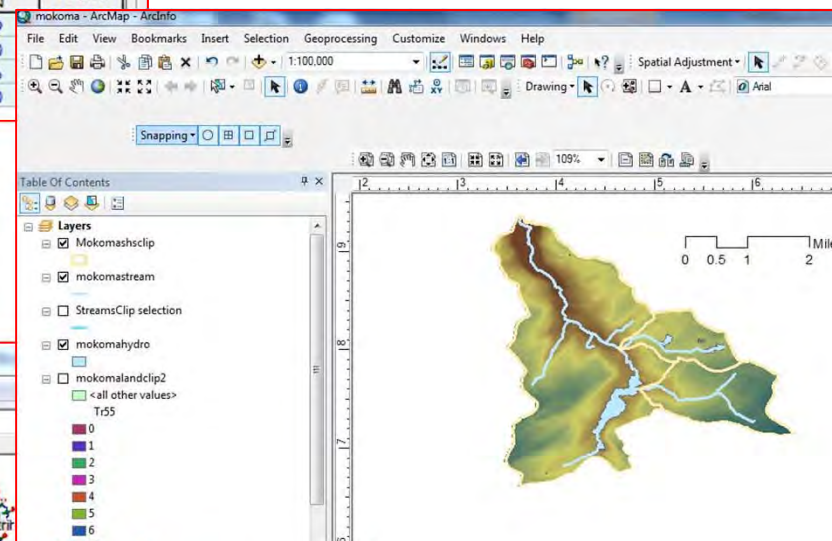 mokoma - ArcMap - ArcInfo
File Edit View Bookmarks Insert Selection Geoprocessing Customize Windows Help
1:100,000 Spatial Adjustment
Drawing A Arial
Snapping
109%
Table Of Contents
2 3 4 5 6
Layers
Mokomashsclip
mokomastream
StreamsClip selection
mokomahydro
mokomalandclip2
<all other values>
Tr55
0
1
2
3
4
5
6
9
8
7
0 0.5 1 2